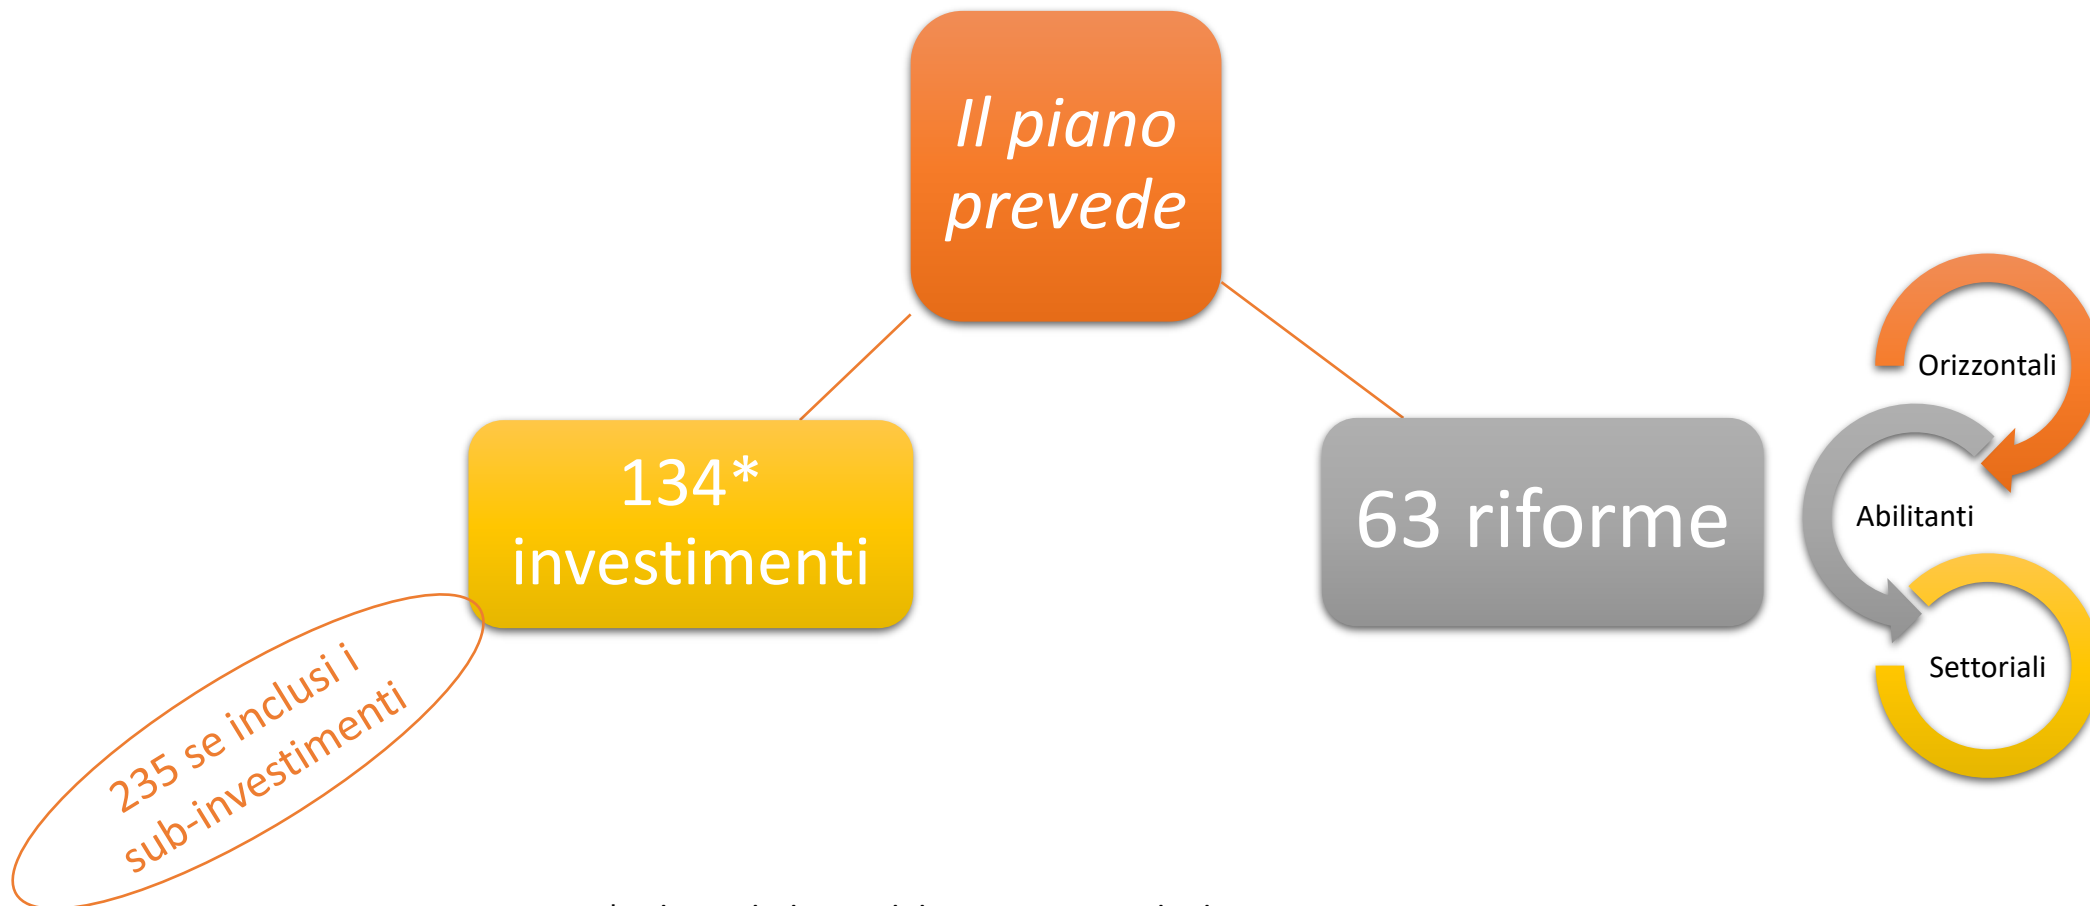 Il piano
prevede
134*
investimenti
63 riforme
Orizzontali
Abilitanti
Settoriali
235 se inclusi i
sub-investimenti